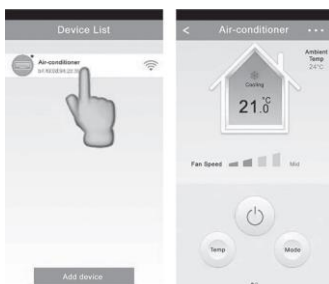 Device List
Air-conditioner
Add device
< Air-conditioner ...
Ambient
Temp
24°C
Cooling
21.0°C
Fan Speed Mid
Temp
Mode